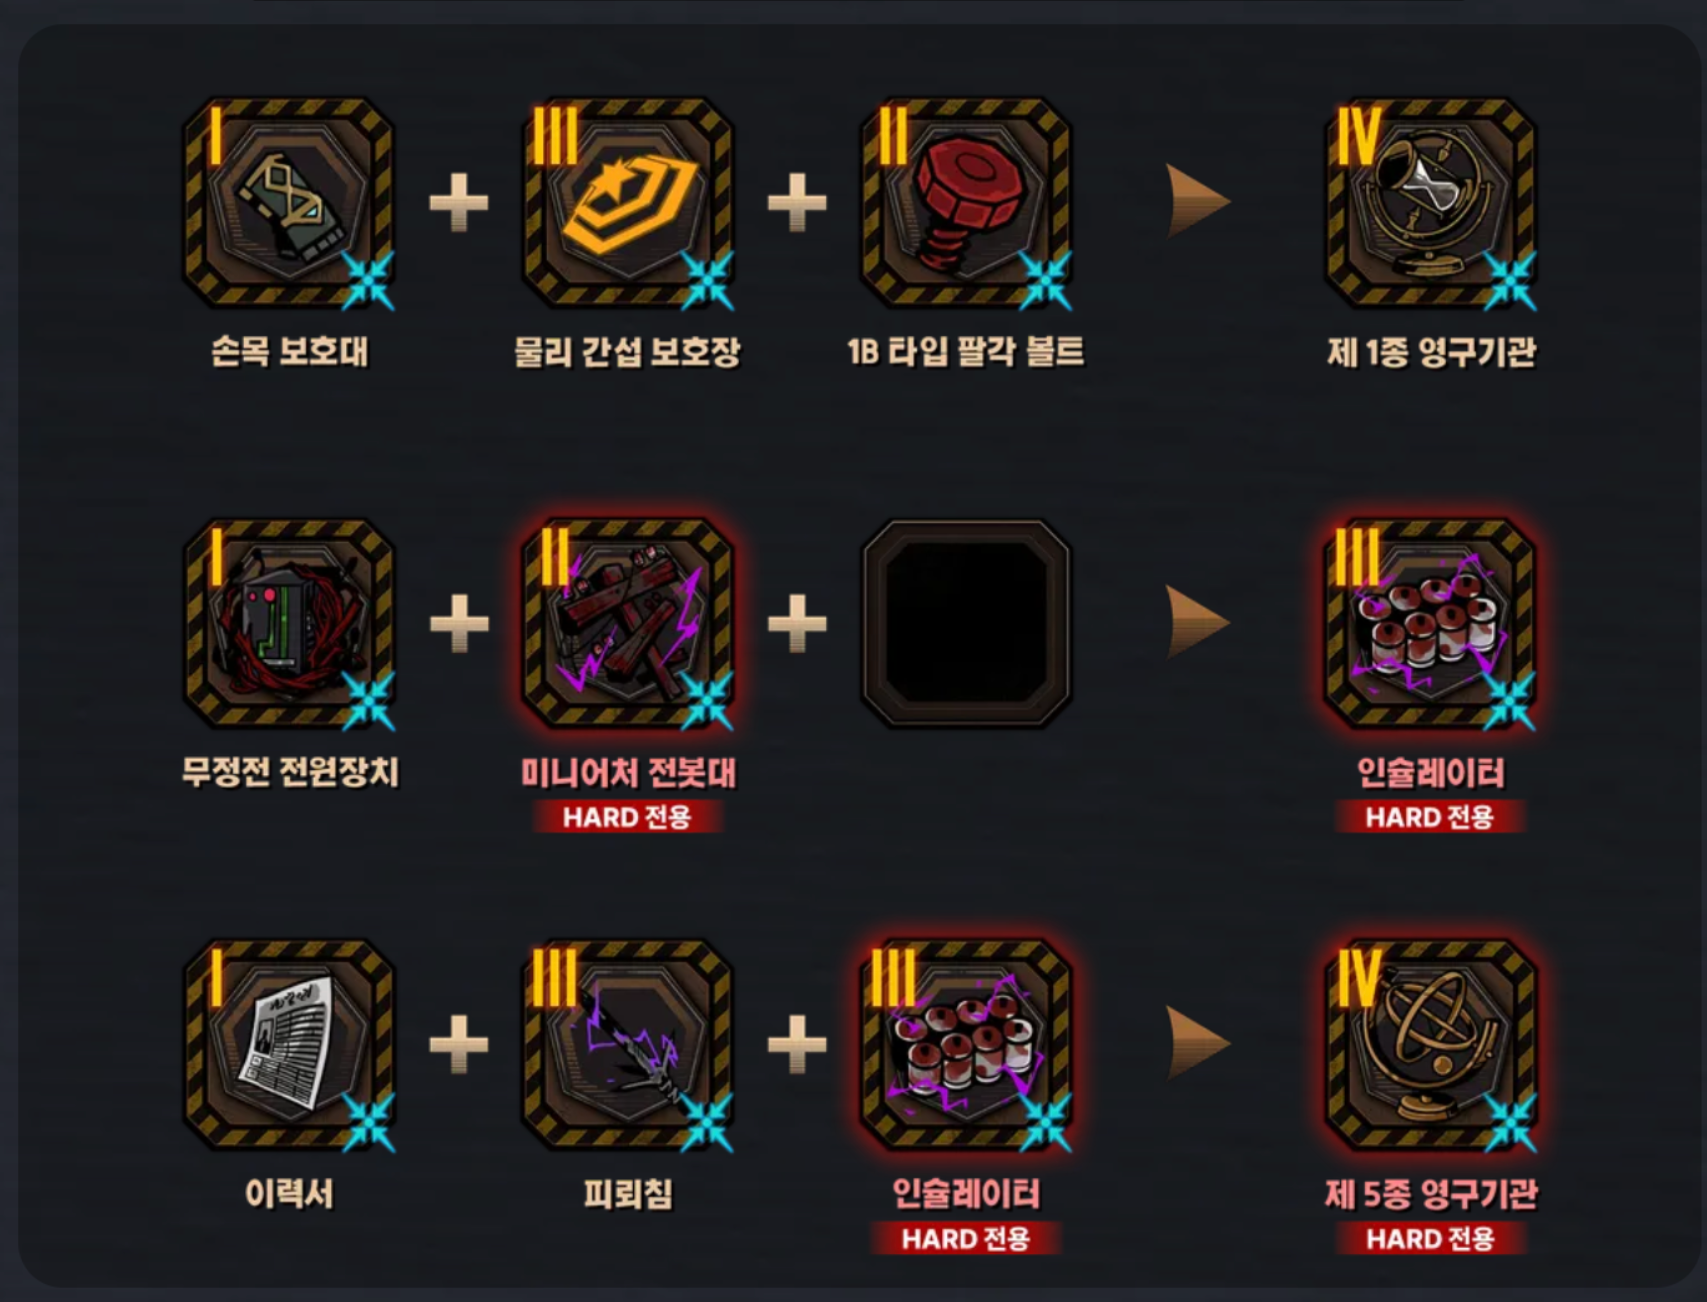 I
III
II
IV
손목 보호대
물리 간섭 보호장
1B 타입 팔각 볼트
제 1종 영구기관
I
II
III
무정전 전원장치
미니어처 전봇대
인슐레이터
HARD 전용
HARD 전용
I
III
III
IV
이력서
피뢰침
인슐레이터
제 5종 영구기관
HARD 전용
HARD 전용